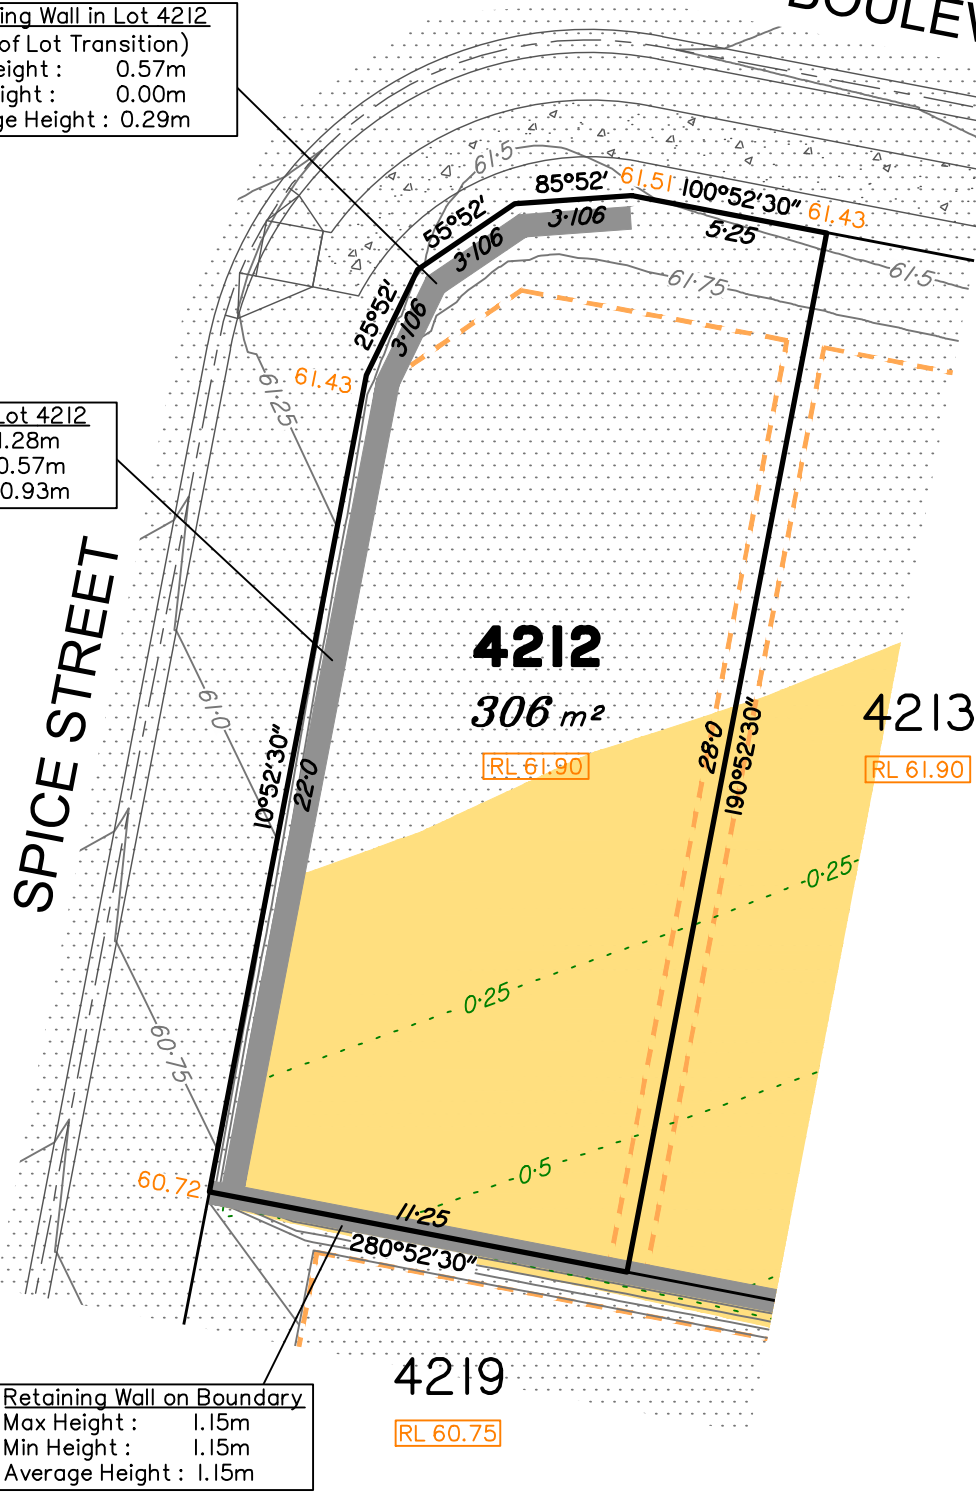 ing Wall in Lot 4212
of Lot Transition)
eight : 0.57m
ight : 0.00m
ge Height : 0.29m
BOULEV
61.5
85°52'
61.51
100°52'30"
61.43
55°52'
3.106
3.106
5.25
61.75
61.5
25°52'
3.106
61.43
61.25
Lot 4212
1.28m
0.57m
0.93m
SPICE STREET
4212
306 m²
RL 61.90
4213
RL 61.90
61.0
10°52'30"
22.0
28.0
190°52'30"
0.25
0.25
60.75
0.5
60.72
11.25
280°52'30"
4219
RL 60.75
Retaining Wall on Boundary
Max Height : 1.15m
Min Height : 1.15m
Average Height : 1.15m